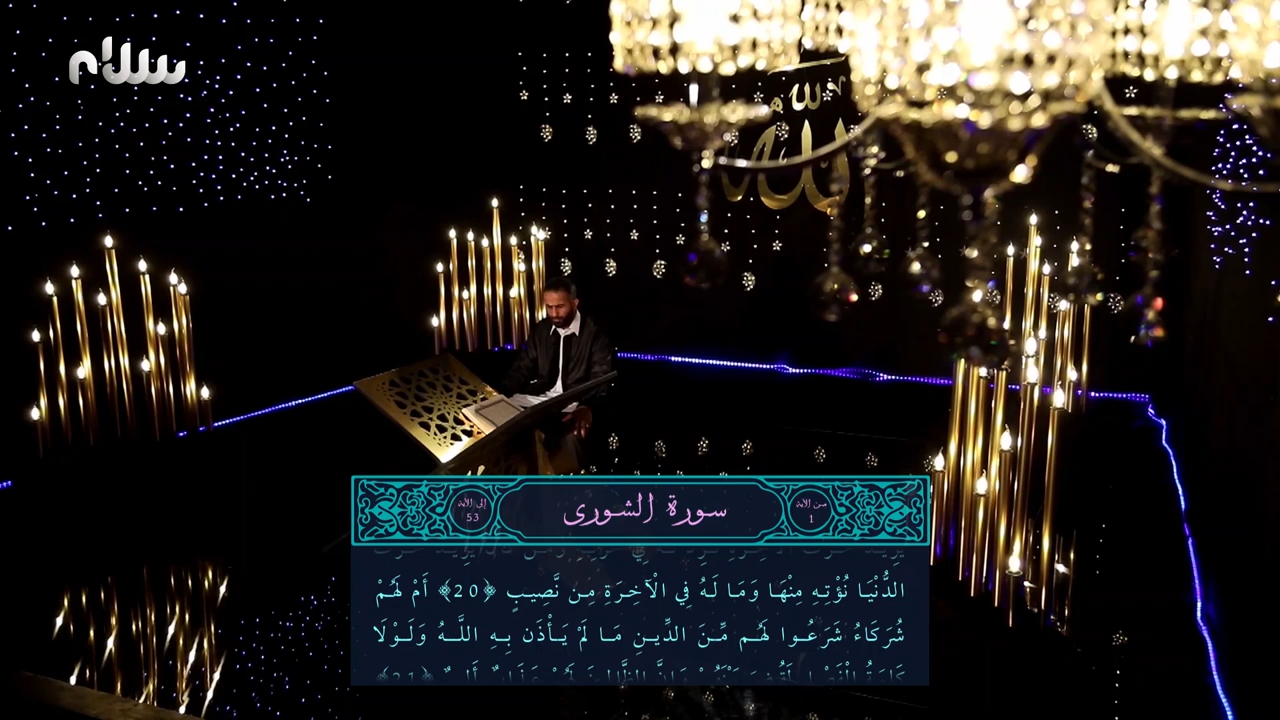 سلام
الله
سورة الشورى
من الآية
1
إلى الآية
53
الدُّنْيَا نُؤْتِهِ مِنْهَا وَمَا لَهُ فِي الْآخِرَةِ مِن نَّصِيبٍ ﴿20﴾ أَمْ لَهُمْ
شُرَكَاءُ شَرَعُوا لَهُم مِّنَ الدِّينِ مَا لَمْ يَأْذَن بِهِ اللَّهُ وَلَوْلَا